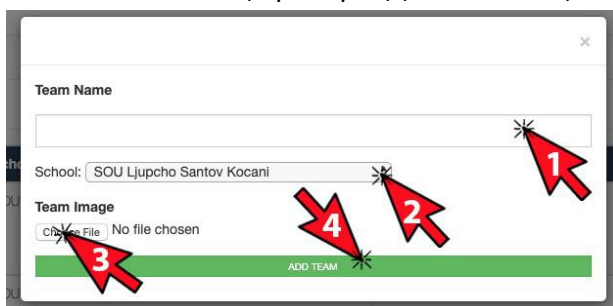 ×
Team Name
1
School: SOU Ljupcho Santov Kocani
2
Team Image
Choose File No file chosen
3
4
ADD TEAM